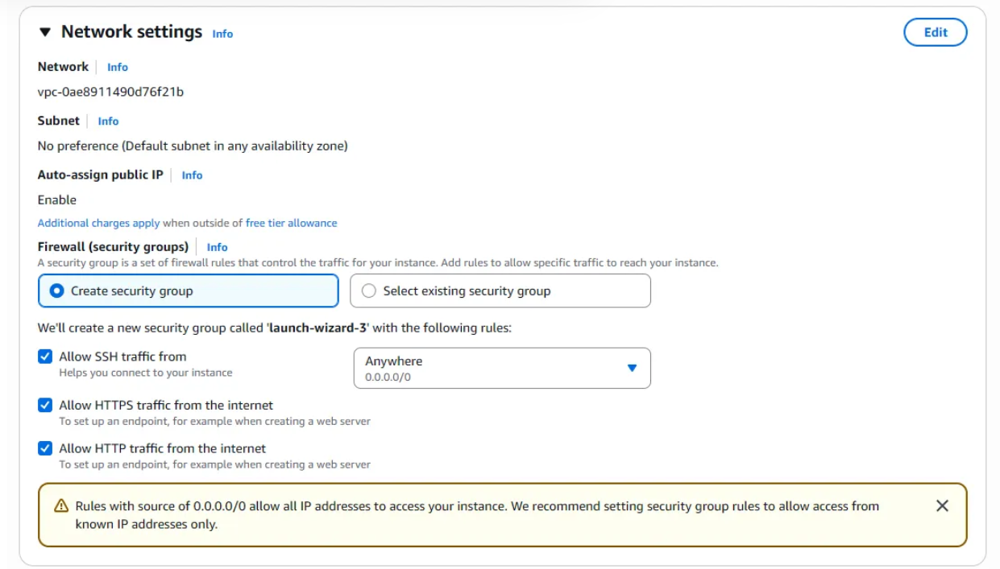 Network settings Info
Edit
Network Info
vpc-0ae8911490d76f21b
Subnet Info
No preference (Default subnet in any availability zone)
Auto-assign public IP Info
Enable
Additional charges apply when outside of free tier allowance
Firewall (security groups) Info
A security group is a set of firewall rules that control the traffic for your instance. Add rules to allow specific traffic to reach your instance.
Create security group
Select existing security group
We'll create a new security group called 'launch-wizard-3' with the following rules:
Allow SSH traffic from
Helps you connect to your instance
Anywhere
0.0.0.0/0
Allow HTTPS traffic from the internet
To set up an endpoint, for example when creating a web server
Allow HTTP traffic from the internet
To set up an endpoint, for example when creating a web server
Rules with source of 0.0.0.0/0 allow all IP addresses to access your instance. We recommend setting security group rules to allow access from
known IP addresses only.